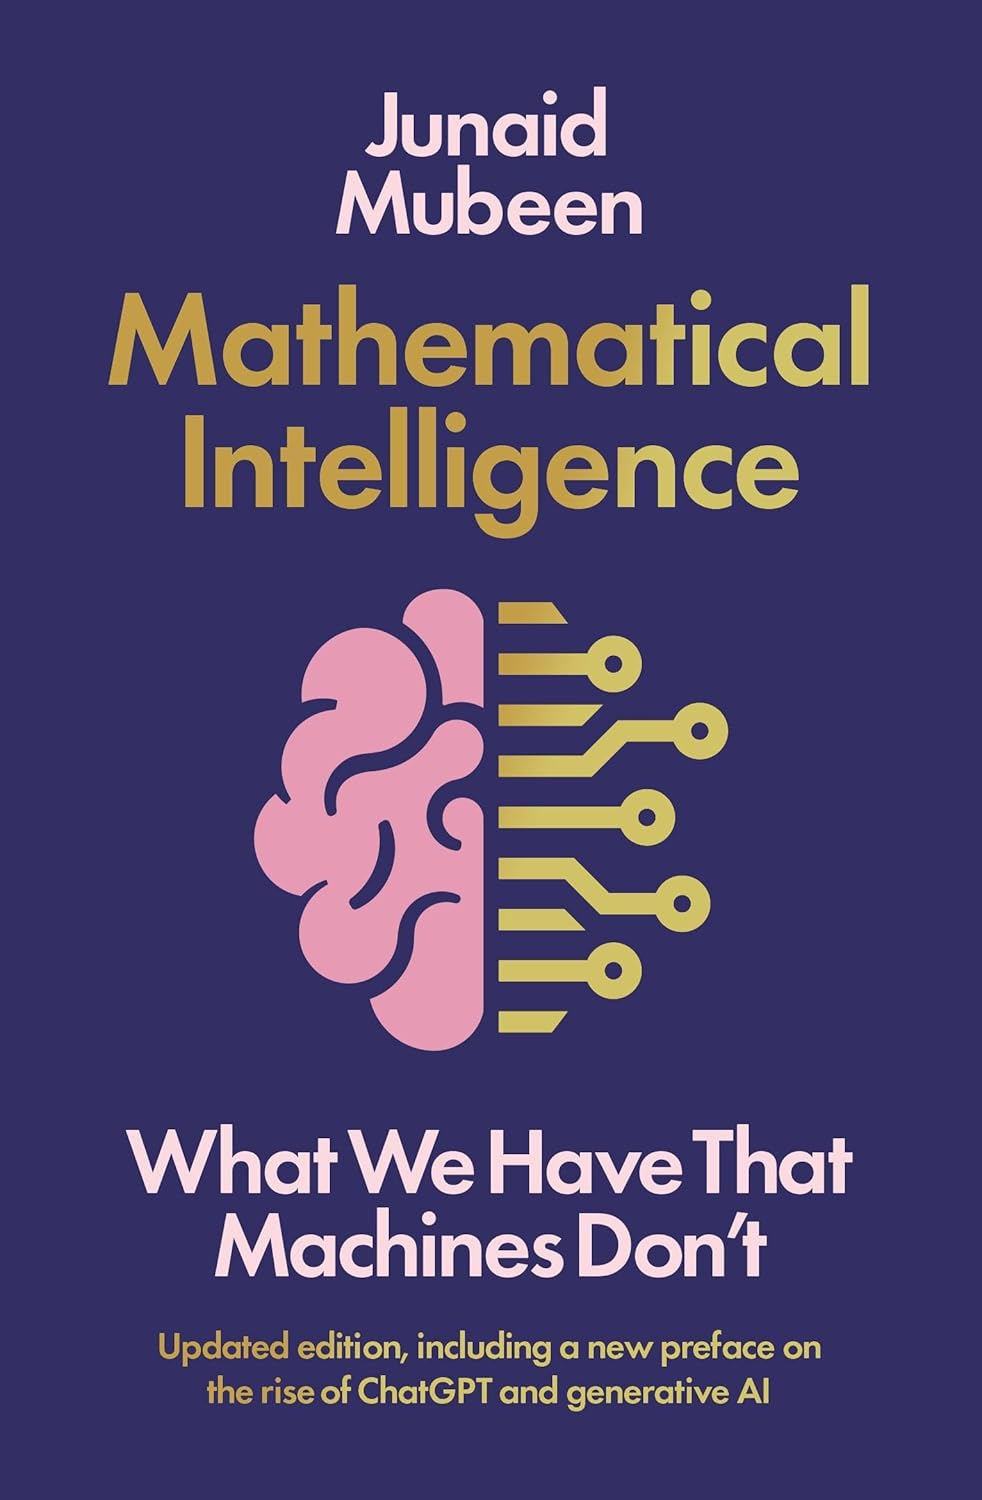 Junaid
Mubeen
Mathematical
Intelligence
What We Have That
Machines Don't
Updated edition, including a new preface on
the rise of ChatGPT and generative AI